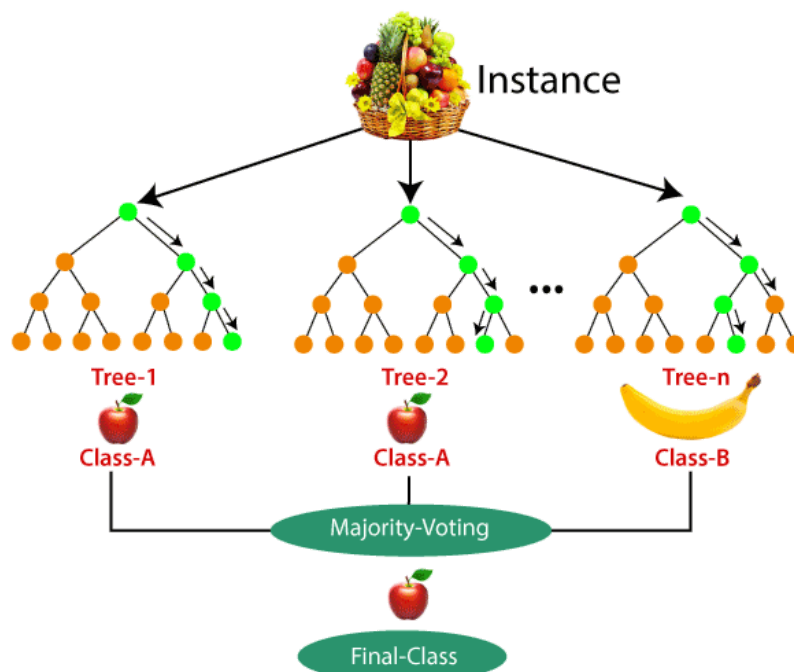 Instance
...
Tree-1
Tree-2
Tree-n
Class-A
Class-A
Class-B
Majority-Voting
Final-Class